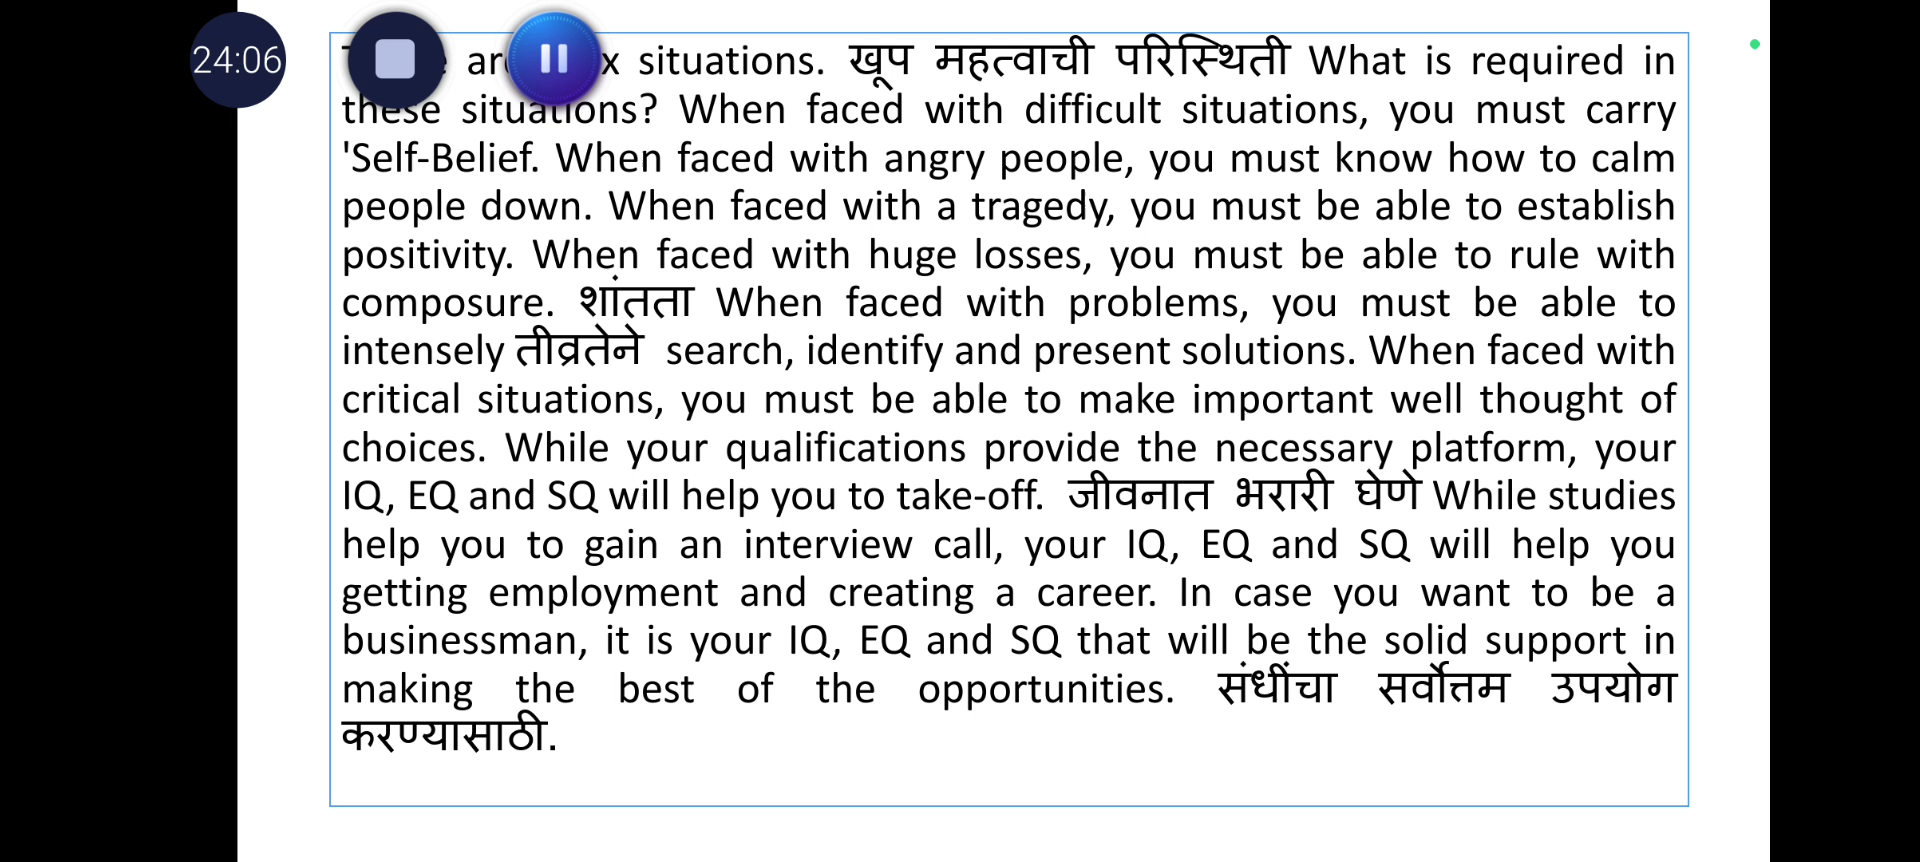 24:06
are x situations. खूप महत्वाची परिस्थिती What is required in
these situations? When faced with difficult situations, you must carry
'Self-Belief. When faced with angry people, you must know how to calm
people down. When faced with a tragedy, you must be able to establish
positivity. When faced with huge losses, you must be able to rule with
composure. शांतता When faced with problems, you must be able to
intensely तीव्रतेने search, identify and present solutions. When faced with
critical situations, you must be able to make important well thought of
choices. While your qualifications provide the necessary platform, your
IQ, EQ and SQ will help you to take-off. जीवनात भरारी घेणे While studies
help you to gain an interview call, your IQ, EQ and SQ will help you
getting employment and creating a career. In case you want to be a
businessman, it is your IQ, EQ and SQ that will be the solid support in
making the best of the opportunities. संधींचा सर्वोत्तम उपयोग
करण्यासाठी.